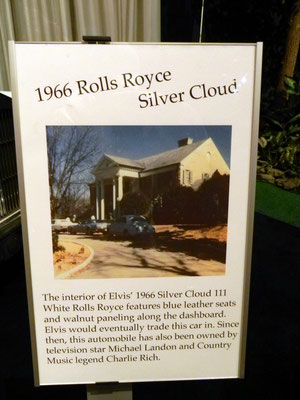 1966 Rolls Royce
Silver Cloud
The interior of Elvis' 1966 Silver Cloud 111
White Rolls Royce features blue leather seats
and walnut paneling along the dashboard.
Elvis would eventually trade this car in. Since
then, this automobile has also been owned by
television star Michael Landon and Country
Music legend Charlie Rich.